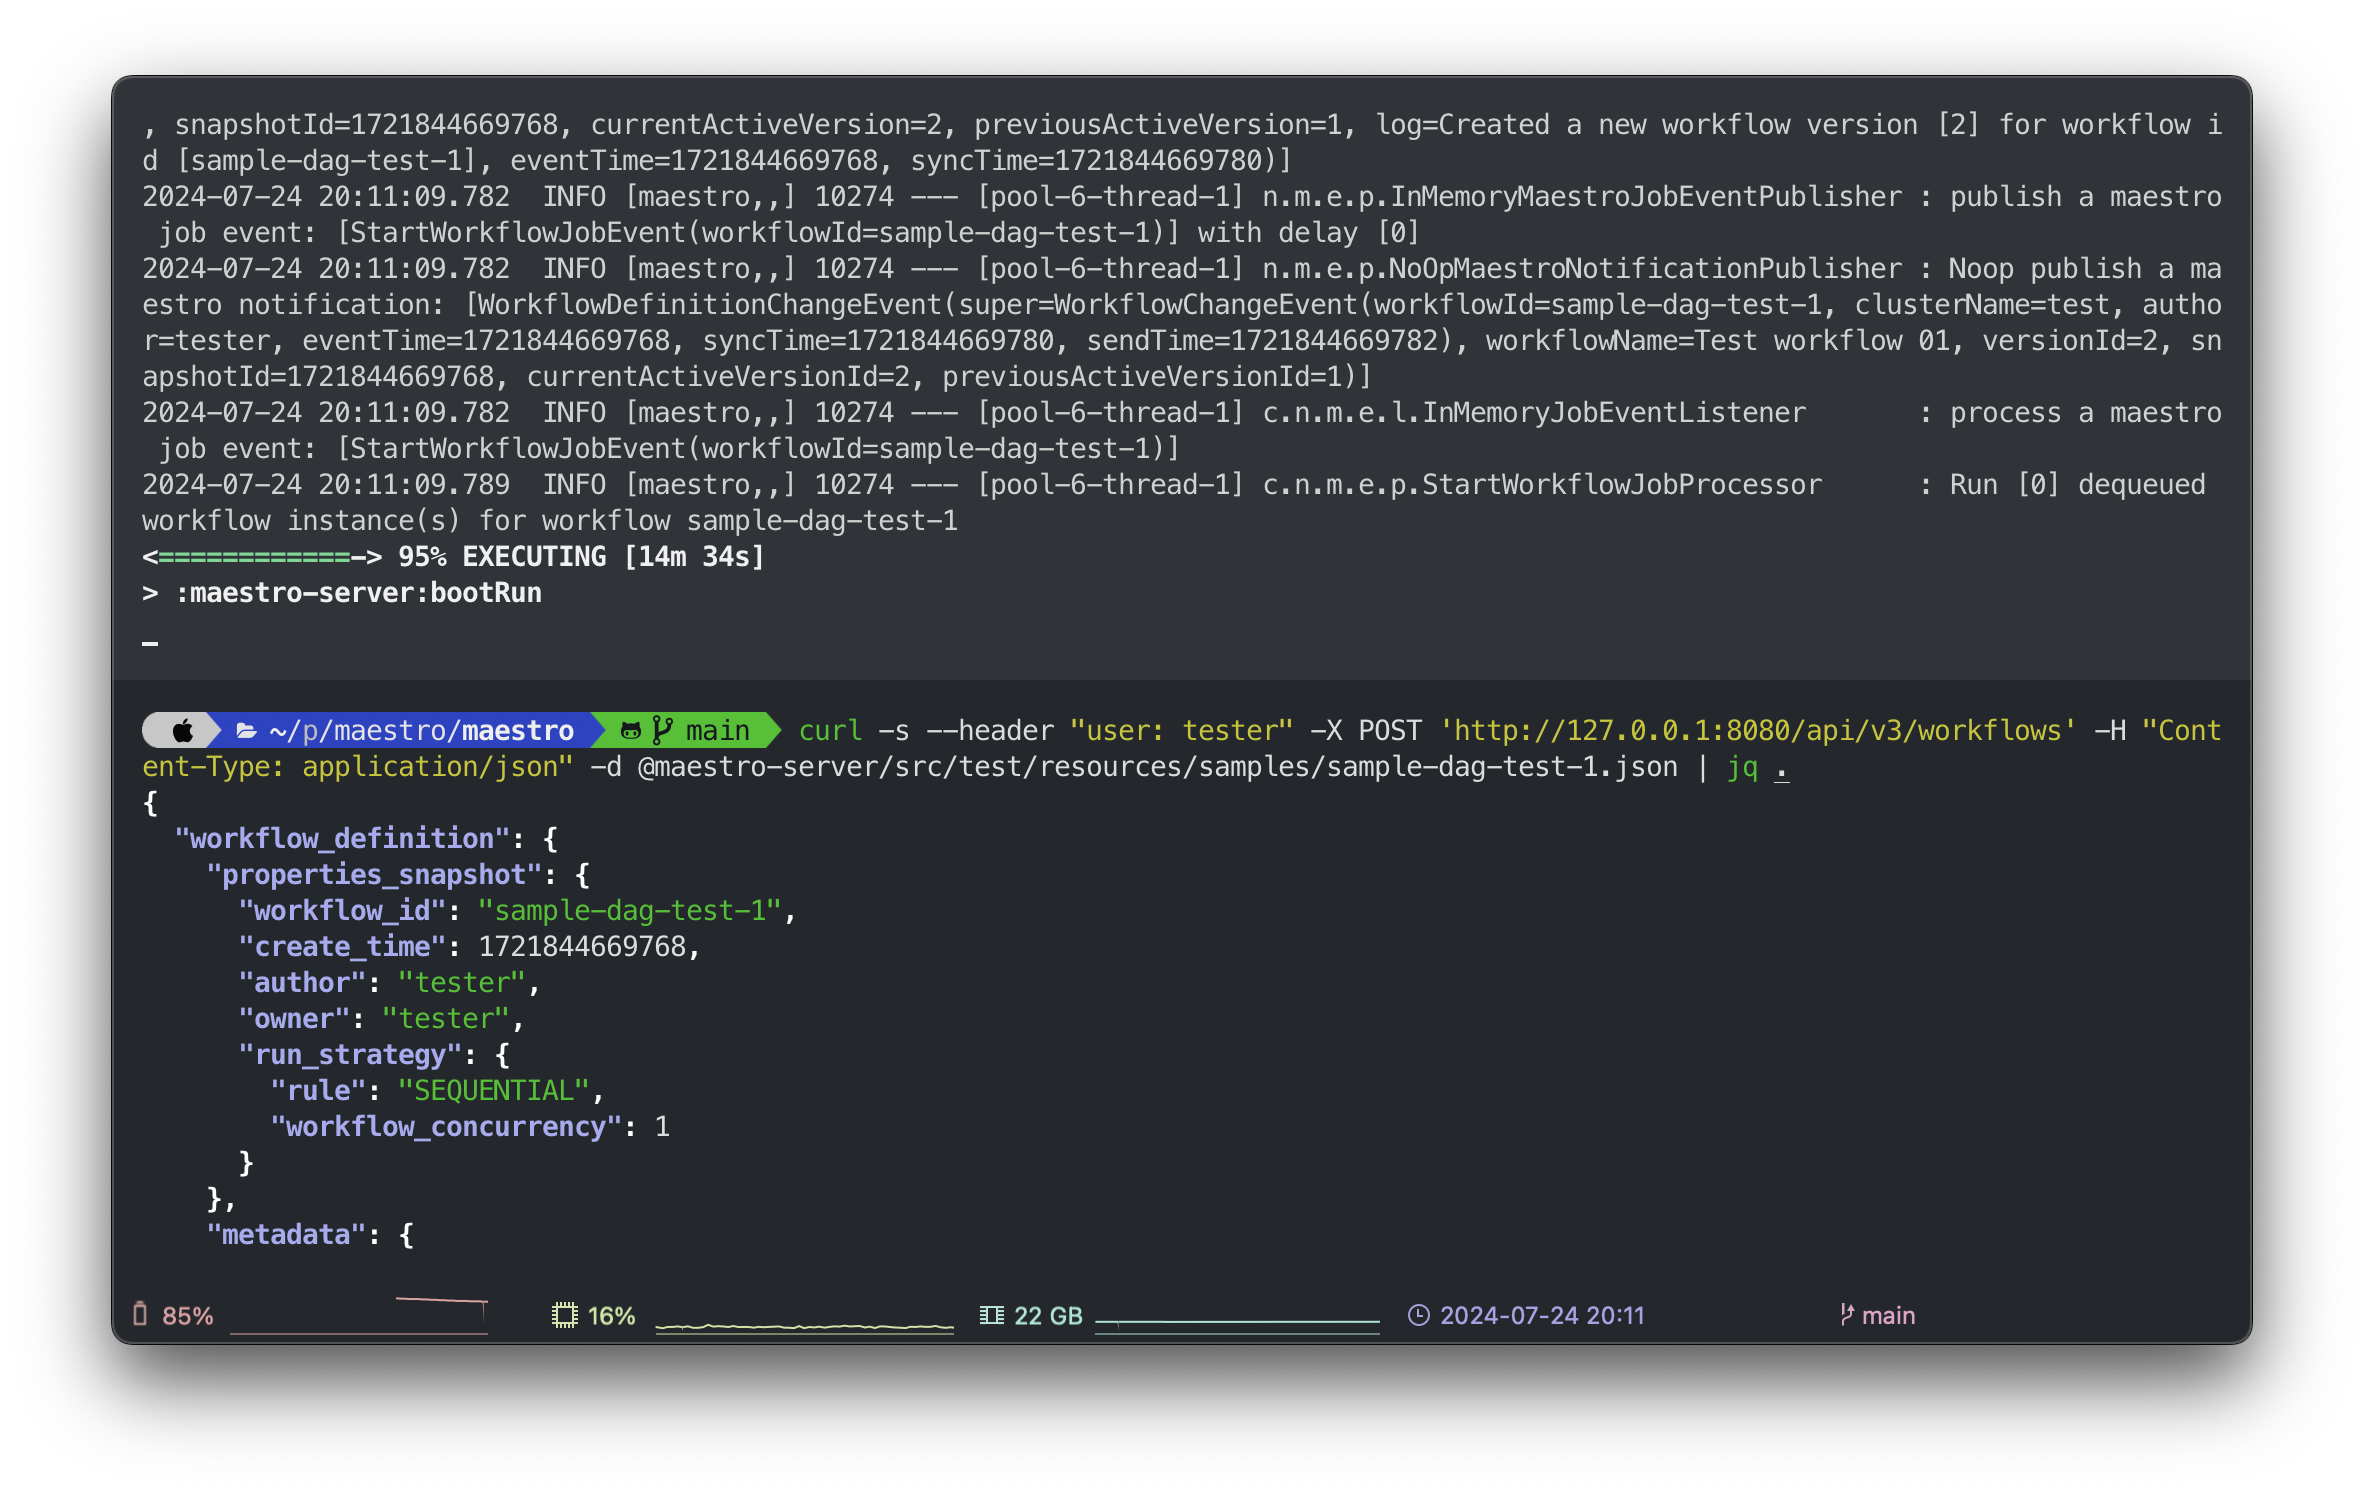 , snapshotId=1721844669768, currentActiveVersion=2, previousActiveVersion=1, log=Created a new workflow version [2] for workflow i
d [sample-dag-test-1], eventTime=1721844669768, syncTime=1721844669780)]
2024-07-24 20:11:09.782  INFO [maestro,,] 10274 --- [pool-6-thread-1] n.m.e.p.InMemoryMaestroJobEventPublisher : publish a maestro
 job event: [StartWorkflowJobEvent(workflowId=sample-dag-test-1)] with delay [0]
2024-07-24 20:11:09.782  INFO [maestro,,] 10274 --- [pool-6-thread-1] n.m.e.p.NoOpMaestroNotificationPublisher : Noop publish a ma
estro notification: [WorkflowDefinitionChangeEvent(super=WorkflowChangeEvent(workflowId=sample-dag-test-1, clusterName=test, autho
r=tester, eventTime=1721844669768, syncTime=1721844669780, sendTime=1721844669782), workflowName=Test workflow 01, versionId=2, sn
apshotId=1721844669768, currentActiveVersionId=2, previousActiveVersionId=1)]
2024-07-24 20:11:09.782  INFO [maestro,,] 10274 --- [pool-6-thread-1] c.n.m.e.l.InMemoryJobEventListener       : process a maestro
 job event: [StartWorkflowJobEvent(workflowId=sample-dag-test-1)]
2024-07-24 20:11:09.789  INFO [maestro,,] 10274 --- [pool-6-thread-1] c.n.m.e.p.StartWorkflowJobProcessor      : Run [0] dequeued
workflow instance(s) for workflow sample-dag-test-1
<============-> 95% EXECUTING [14m 34s]
> :maestro-server:bootRun
~/p/maestro/maestro main curl -s --header "user: tester" -X POST 'http://127.0.0.1:8080/api/v3/workflows' -H "Cont
ent-Type: application/json" -d @maestro-server/src/test/resources/samples/sample-dag-test-1.json | jq .
{
  "workflow_definition": {
    "properties_snapshot": {
      "workflow_id": "sample-dag-test-1",
      "create_time": 1721844669768,
      "author": "tester",
      "owner": "tester",
      "run_strategy": {
        "rule": "SEQUENTIAL",
        "workflow_concurrency": 1
      }
    },
    "metadata": {
85% 16% 22 GB 2024-07-24 20:11 main